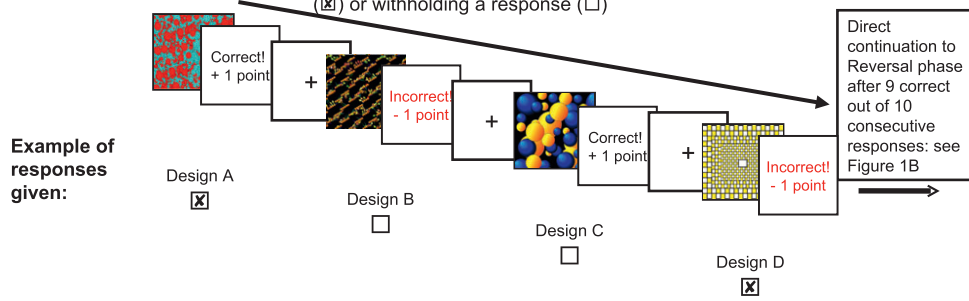 (☒) or withholding a response (☐)
Correct!
+ 1 point
+
Incorrect!
- 1 point
+
Correct!
+ 1 point
+
Incorrect!
- 1 point
Direct
continuation to
Reversal phase
after 9 correct
out of 10
consecutive
responses: see
Figure 1B
Example of
responses
given:
Design A
☒
Design B
☐
Design C
☐
Design D
☒